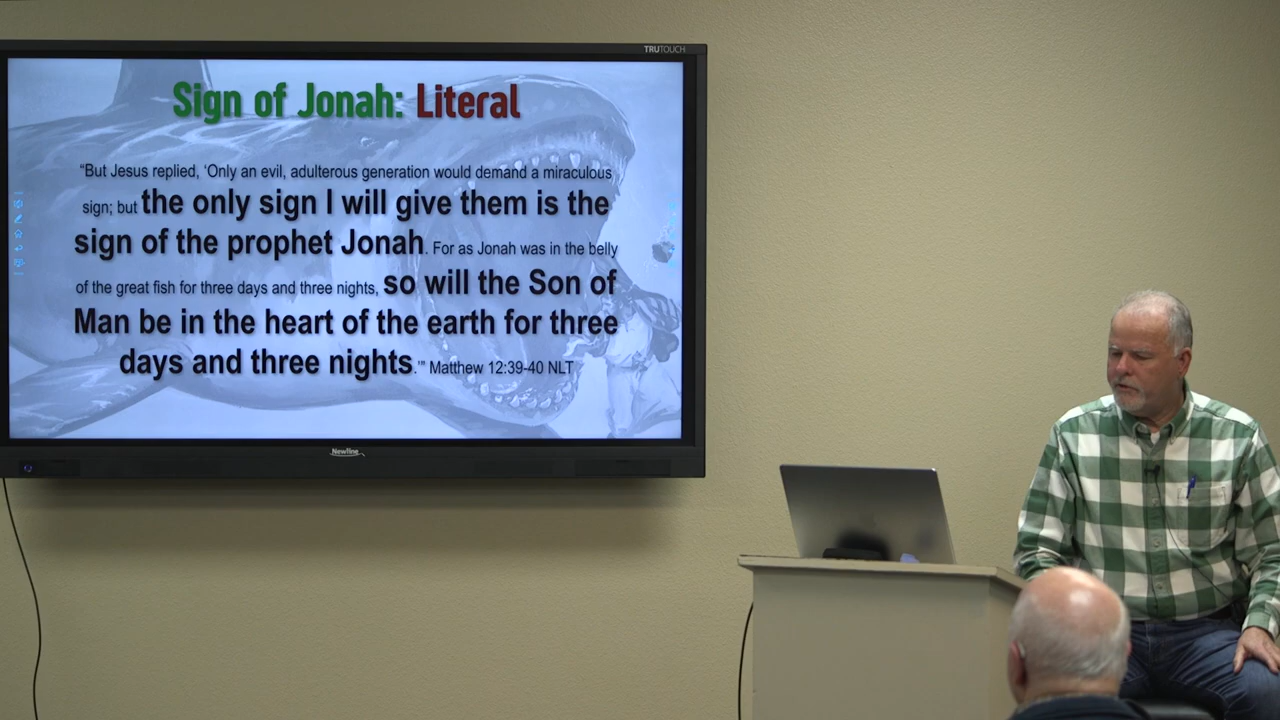 TRUTOUCH
Sign of Jonah: Literal
“But Jesus replied, ‘Only an evil, adulterous generation would demand a miraculous
sign; but the only sign I will give them is the
sign of the prophet Jonah. For as Jonah was in the belly
of the great fish for three days and three nights, so will the Son of
Man be in the heart of the earth for three
days and three nights.’” Matthew 12:39-40 NLT
Newline